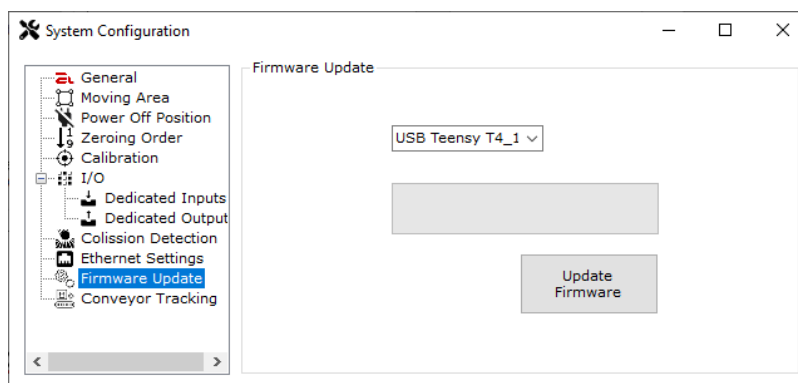 System Configuration
General
Moving Area
Power Off Position
Zeroing Order
Calibration
I/O
Dedicated Inputs
Dedicated Output
Colission Detection
Ethernet Settings
Firmware Update
Conveyor Tracking
Firmware Update
USB Teensy T4_1
Update
Firmware